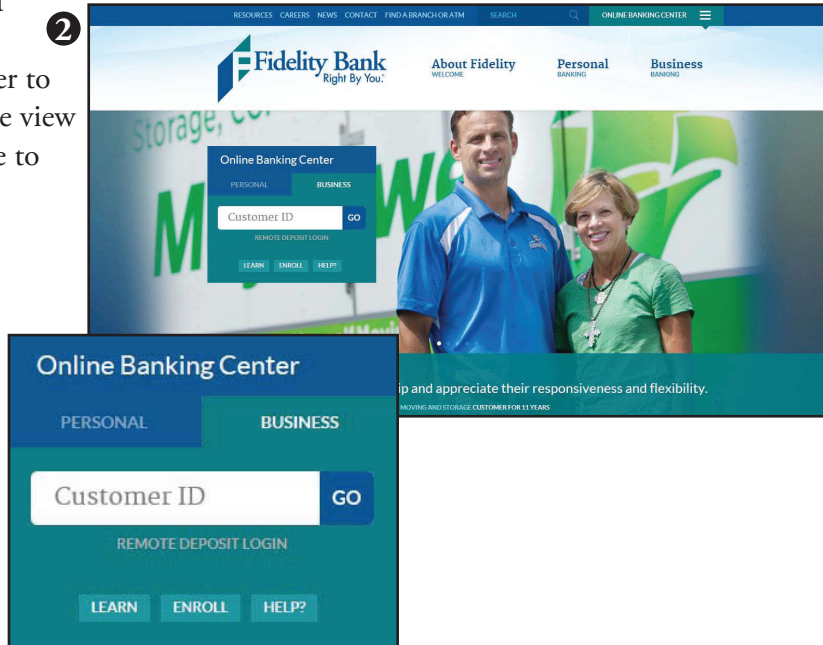 2
er to
e view
e to
RESOURCES CAREERS NEWS CONTACT FIND A BRANCH OR ATM SEARCH ONLINE BANKING CENTER
Fidelity Bank
Right By You.
About Fidelity
WELCOME
Personal
BANKING
Business
BANKING
Storage, CO
Online Banking Center
PERSONAL BUSINESS
Customer ID GO
REMOTE DEPOSIT LOGIN
LEARN ENROLL HELP?
ip and appreciate their responsiveness and flexibility.
MOVING AND STORAGE CUSTOMER FOR 11 YEARS
Online Banking Center
PERSONAL BUSINESS
Customer ID GO
REMOTE DEPOSIT LOGIN
LEARN ENROLL HELP?